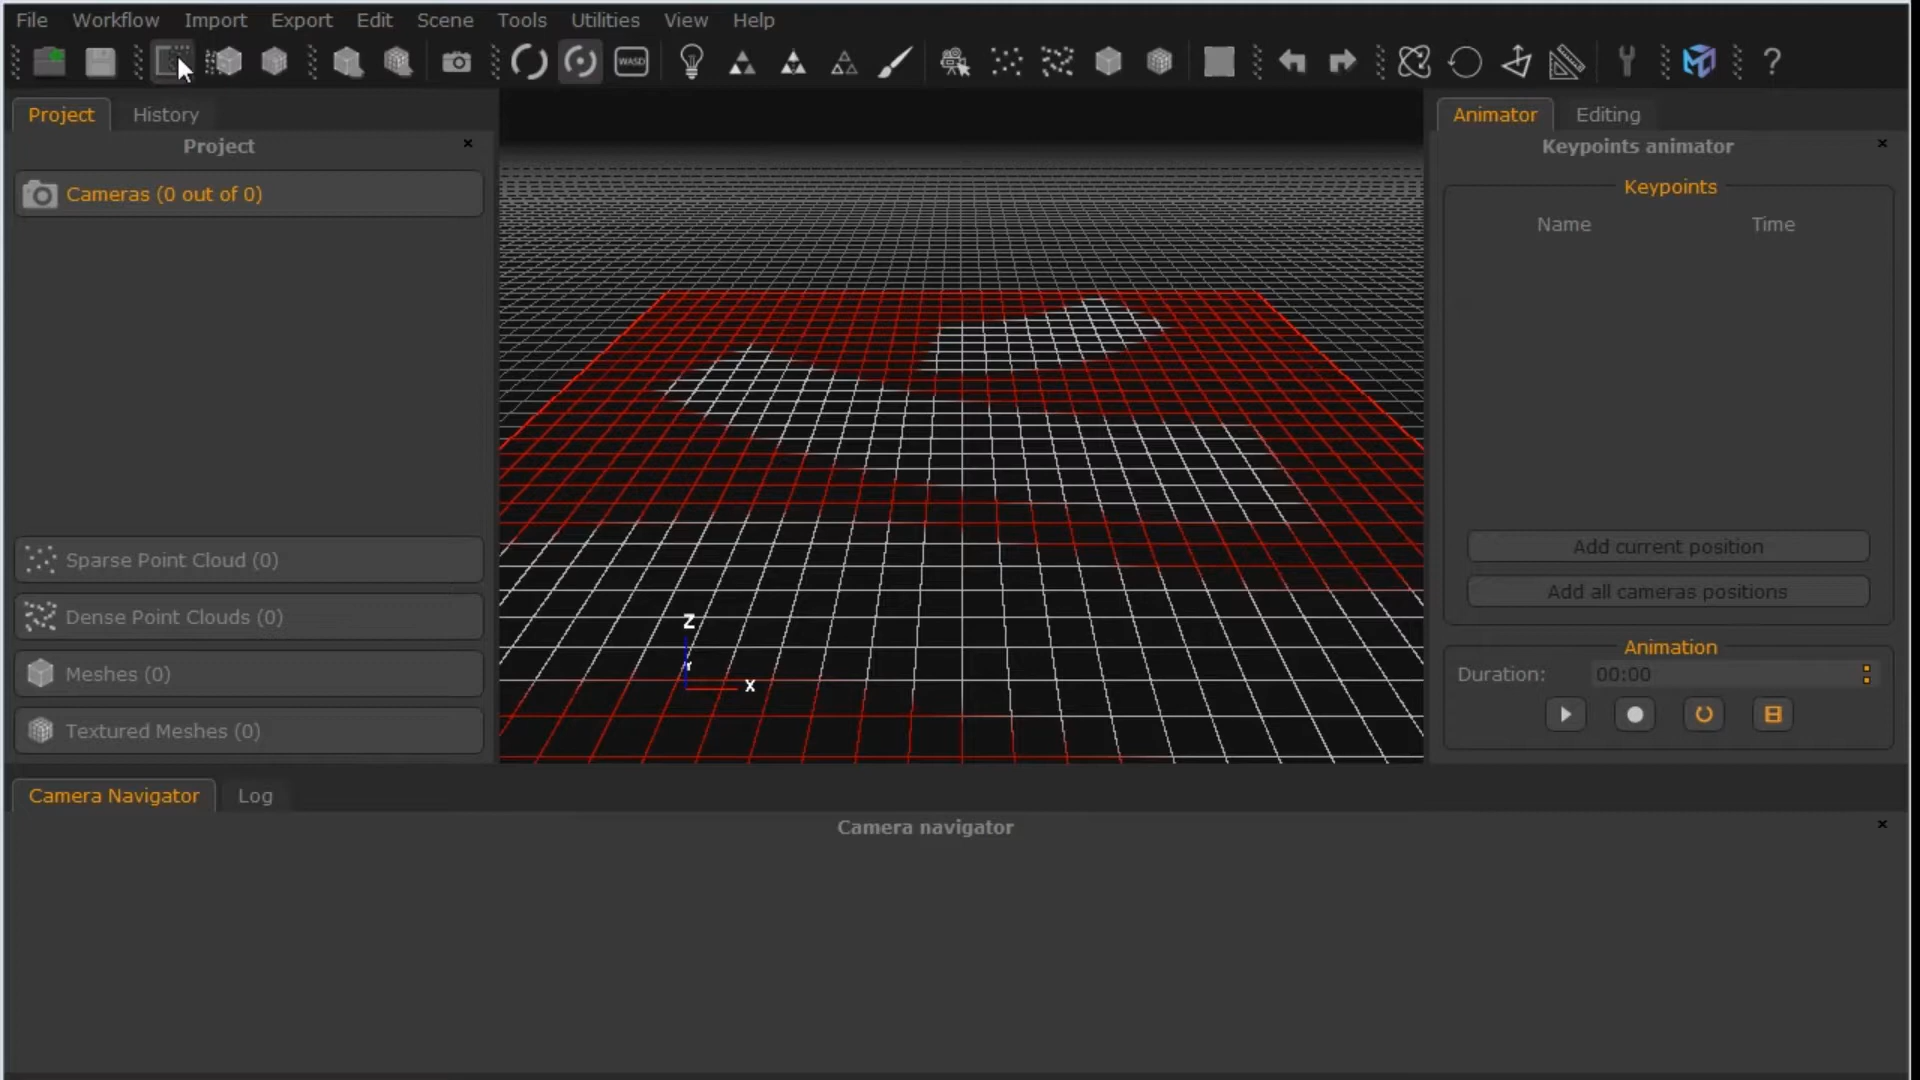 File Workflow Import Export Edit Scene Tools Utilities View Help
WASD
?
Project History
Project
Cameras (0 out of 0)
Sparse Point Cloud (0)
Dense Point Clouds (0)
Meshes (0)
Textured Meshes (0)
Z
Y
X
Animator Editing
Keypoints animator
Keypoints
Name Time
Add current position
Add all cameras positions
Animation
Duration: 00:00
Camera Navigator Log
Camera navigator